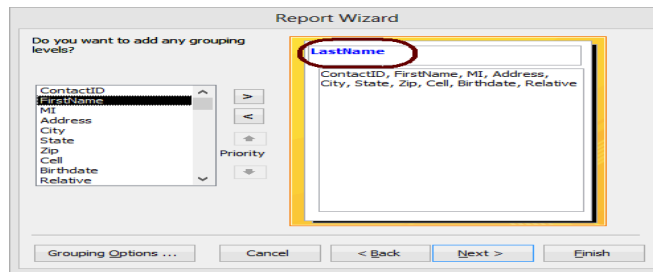 Report Wizard
Do you want to add any grouping
levels?
ContactID
FirstName
MI
Address
City
State
Zip
Cell
Birthdate
Relative
>
<
Priority
LastName
ContactID, FirstName, MI, Address,
City, State, Zip, Cell, Birthdate, Relative
Grouping Options ...
Cancel
< Back
Next >
Finish